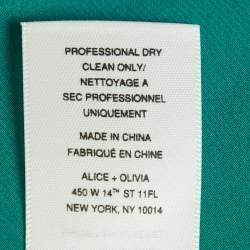 PROFESSIONAL DRY
CLEAN ONLY/
NETTOYAGE A
SEC PROFESSIONNEL
UNIQUEMENT
MADE IN CHINA
FABRIQUÉ EN CHINE
ALICE + OLIVIA
450 W 14TH ST 11FL
NEW YORK, NY 10014